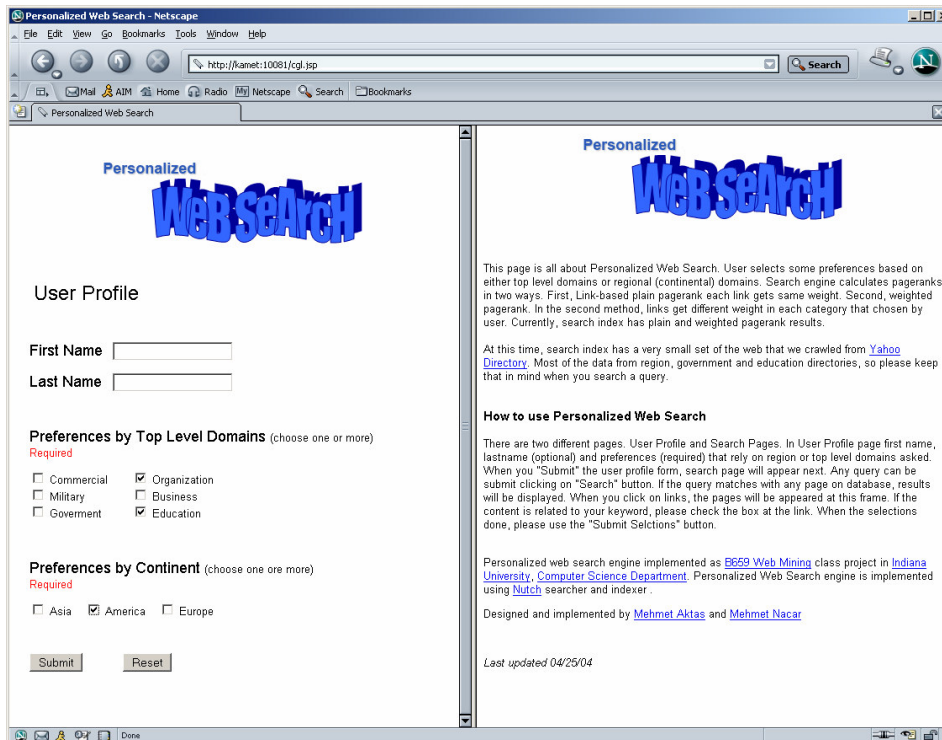 Personalized Web Search - Netscape
File Edit View Go Bookmarks Tools Window Help
http://kamet:10081/cgl.jsp
Search
N
Mail AIM Home Radio My Netscape Search Bookmarks
Personalized Web Search
Personalized
WeBSeArcH
User Profile
First Name
Last Name
Preferences by Top Level Domains (choose one or more)
Required
Commercial Organization
Military Business
Goverment Education
Preferences by Continent (choose one ore more)
Required
Asia America Europe
Submit Reset
Personalized
WeBSeArcH
This page is all about Personalized Web Search. User selects some preferences based on
either top level domains or regional (continental) domains. Search engine calculates pageranks
in two ways. First, Link-based plain pagerank each link gets same weight. Second, weighted
pagerank. In the second method, links get different weight in each category that chosen by
user. Currently, search index has plain and weighted pagerank results.
At this time, search index has a very small set of the web that we crawled from Yahoo
Directory. Most of the data from region, government and education directories, so please keep
that in mind when you search a query.
How to use Personalized Web Search
There are two different pages. User Profile and Search Pages. In User Profile page first name,
lastname (optional) and preferences (required) that rely on region or top level domains asked.
When you "Submit" the user profile form, search page will appear next. Any query can be
submit clicking on "Search" button. If the query matches with any page on database, results
will be displayed. When you click on links, the pages will be appeared at this frame. If the
content is related to your keyword, please check the box at the link. When the selections
done, please use the "Submit Selctions" button.
Personalized web search engine implemented as B659 Web Mining class project in Indiana
University, Computer Science Department. Personalized Web Search engine is implemented
using Nutch searcher and indexer .
Designed and implemented by Mehmet Aktas and Mehmet Nacar
Last updated 04/25/04
Done